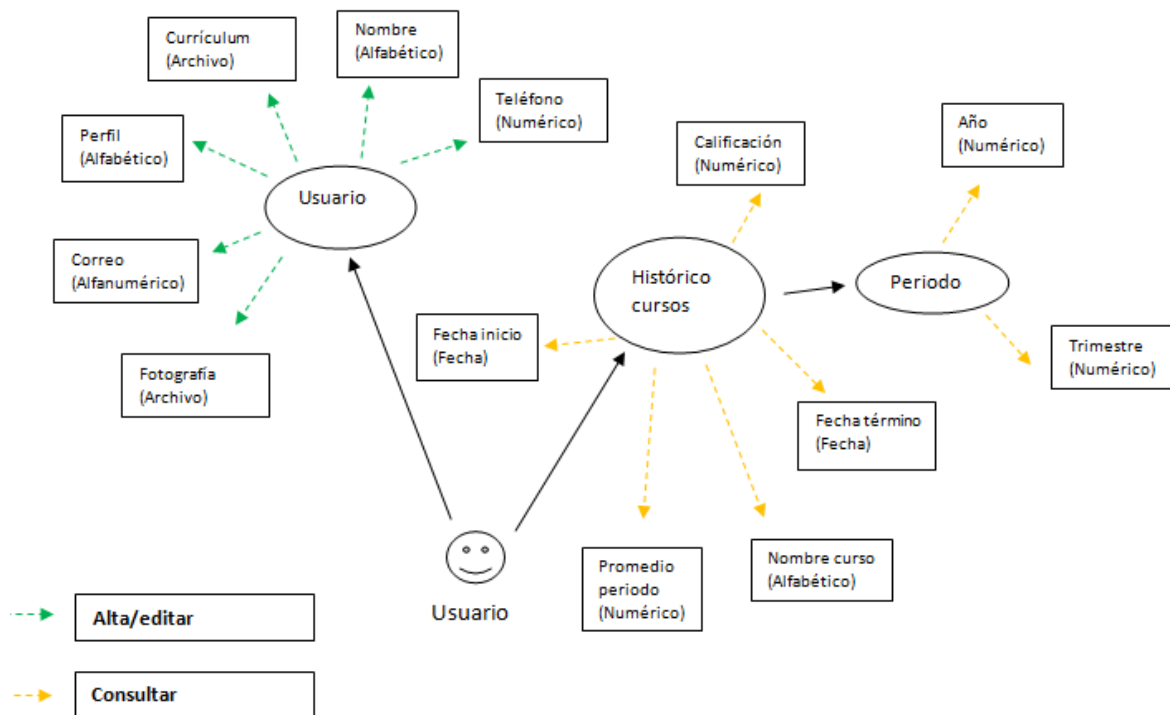 Currículum
(Archivo)
Nombre
(Alfabético)
Teléfono
(Numérico)
Perfil
(Alfabético)
Usuario
Correo
(Alfanumérico)
Fotografía
(Archivo)
Calificación
(Numérico)
Año
(Numérico)
Histórico
cursos
Periodo
Fecha inicio
(Fecha)
Trimestre
(Numérico)
Fecha término
(Fecha)
Promedio
periodo
(Numérico)
Nombre curso
(Alfabético)
Usuario
Alta/editar
Consultar